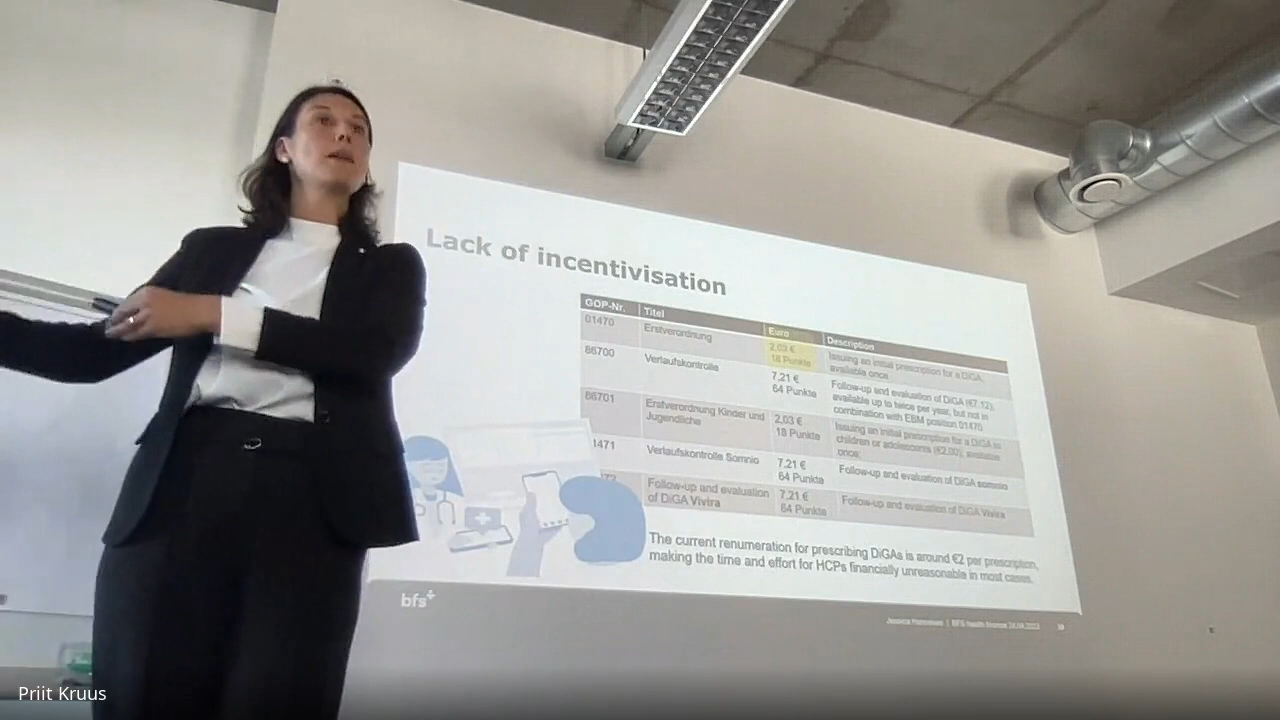 Lack of incentivisation
GOP-Nr. Titel Euro Description
01470 Erstverordnung 2,03 € Issuing an initial prescription for a DiGA,
18 Punkte available once
86700 Verlaufskontrolle 7,21 € Follow-up and evaluation of DiGA (€7.12),
64 Punkte available up to twice per year, but not in
combination with EBM position 01470
86701 Erstverordnung Kinder und 2,03 € Issuing an initial prescription for a DiGA to
Jugendliche 18 Punkte children or adolescents (€2.00), available
once
1471 Verlaufskontrolle Somnio 7,21 € Follow-up and evaluation of DiGA somnio
64 Punkte
Follow-up and evaluation 7,21 € Follow-up and evaluation of DiGA Vivira
of DiGA Vivira 64 Punkte
The current renumeration for prescribing DiGAs is around €2 per prescription,
making the time and effort for HCPs financially unreasonable in most cases.
bfs+
Priit Kruus